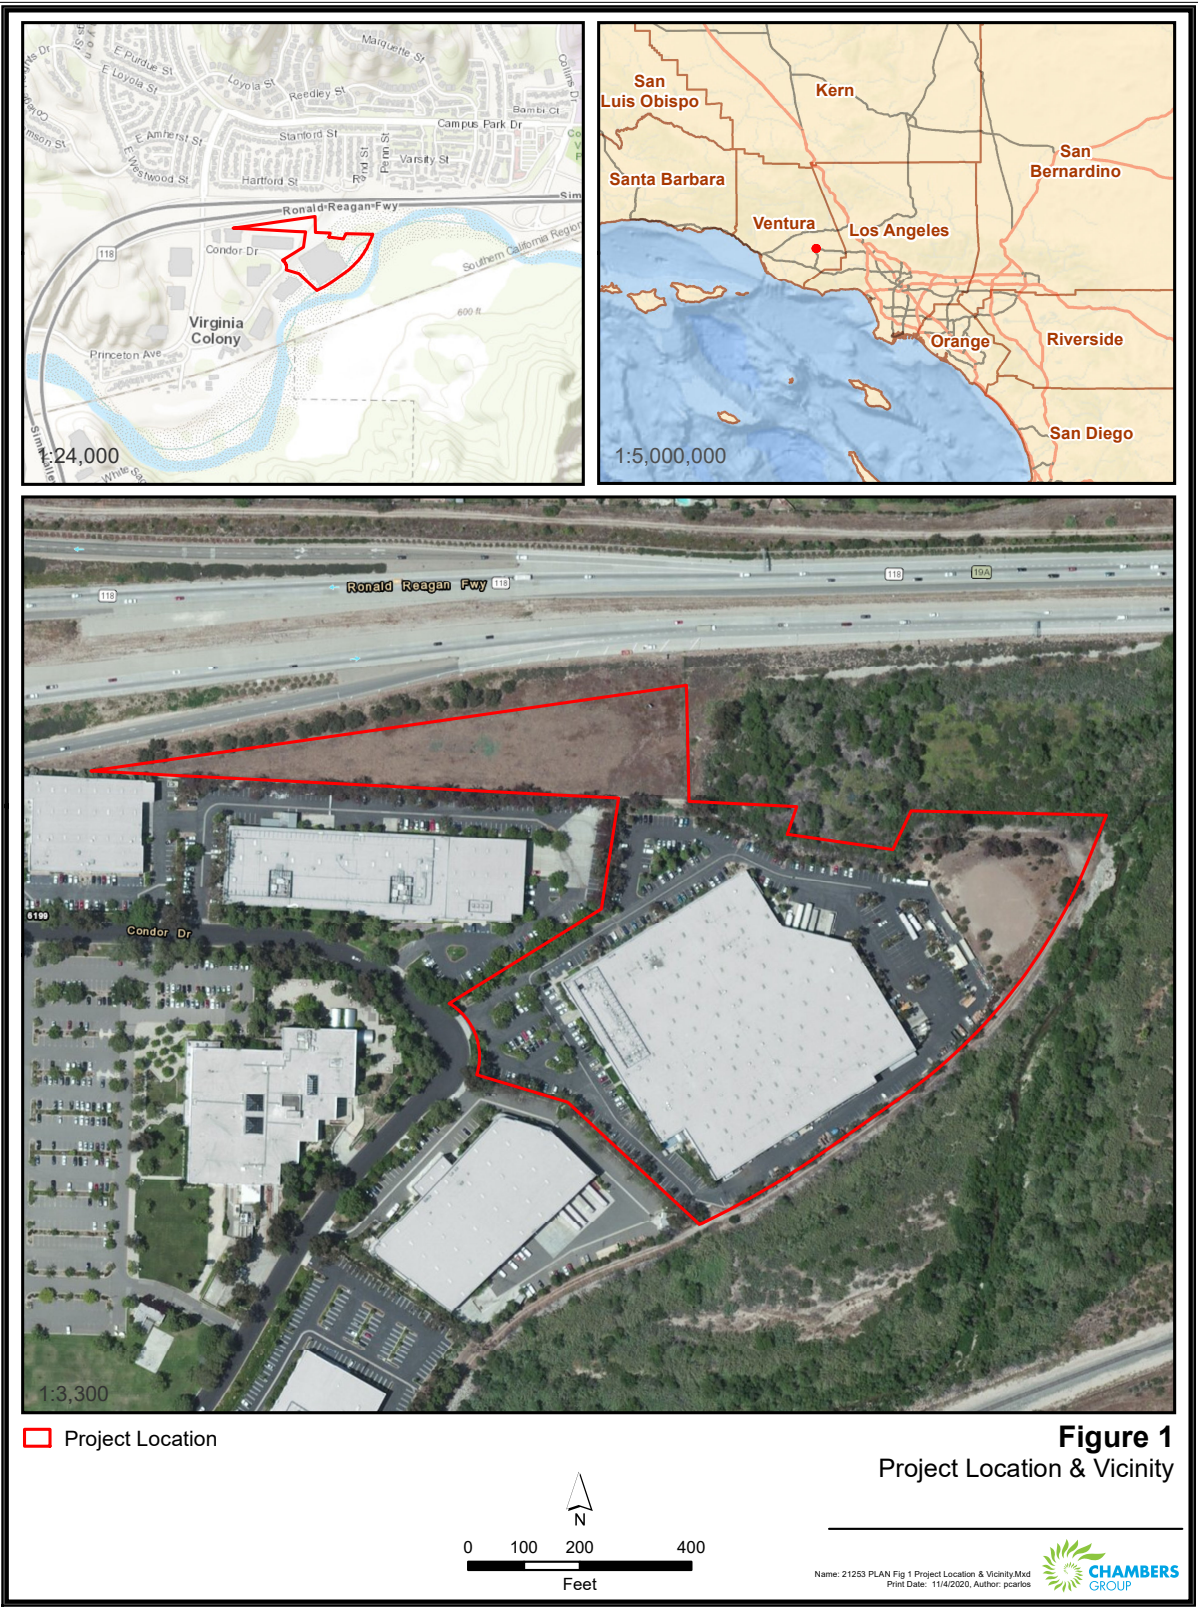 Marquette St
Collins Dr
E Purdue St
E Loyola St
Loyola St
Reedley St
Bambi Ct
Campus Park Dr
E Amherst St
Stanford St
Penn St
Varsity St
E Westwood St
Hartford St
Ronald Reagan Fwy
118
Condor Dr
Southern California Region
Virginia
Colony
600 ft
Princeton Ave
1:24,000
San
Luis Obispo
Kern
San
Bernardino
Santa Barbara
Ventura
Los Angeles
Orange
Riverside
San Diego
1:5,000,000
Ronald Reagan Fwy
118
118
19A
118
6199
Condor Dr
1:3,300
Project Location
Figure 1
Project Location & Vicinity
N
0 100 200 400
Feet
Name: 21253 PLAN Fig 1 Project Location & Vicinity.Mxd
Print Date: 11/4/2020, Author: pcarlos
CHAMBERS
GROUP